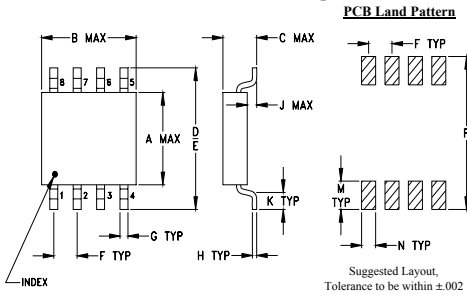 PCB Land Pattern
B MAX
C MAX
F TYP
8 7 6 5
J MAX
A MAX
D
E
K TYP
M
TYP
1 2 3 4
G TYP
F TYP
H TYP
N TYP
INDEX
Suggested Layout,
Tolerance to be within ±.002